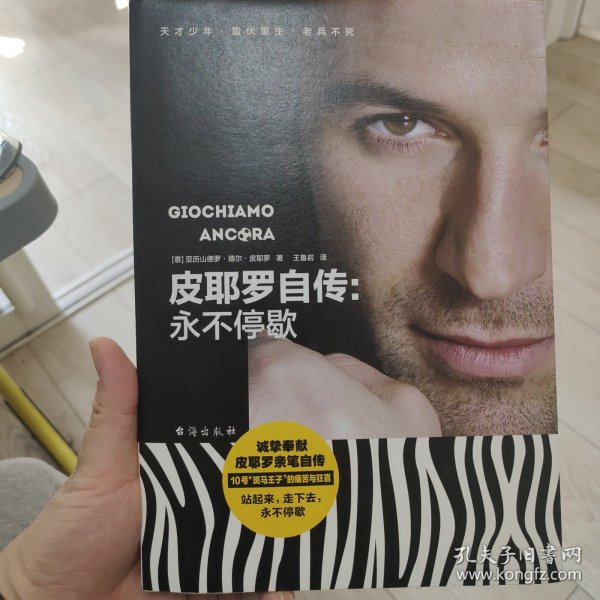 天才少年 蛰伏重生 老兵不死
GIOCHIAMO
ANCORA
[意] 亚历山德罗·德尔·皮耶罗 著 王鲁岩 译
皮耶罗自传:
永不停歇
台海出版社
诚挚奉献
皮耶罗亲笔自传
10号“斑马王子”的痛苦与狂喜
站起来,走下去,
永不停歇
孔夫子旧书网
www.kongfz.com